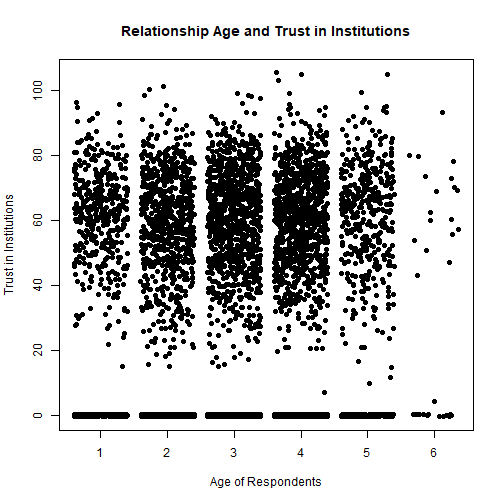 Relationship Age and Trust in Institutions
Trust in Institutions
100
80
60
40
20
0
1 2 3 4 5 6
Age of Respondents